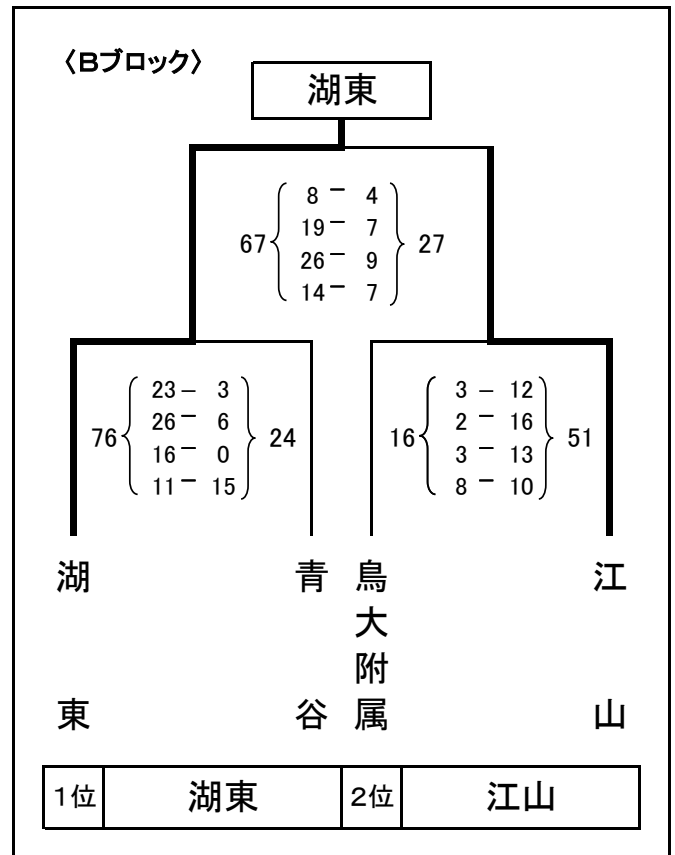 〈Bブロック〉
湖東
67 27
8 － 4
19 － 7
26 － 9
14 － 7
76 24
23 － 3
26 － 6
16 － 0
11 － 15
16 51
3 － 12
2 － 16
3 － 13
8 － 10
湖東
青谷
鳥大附属
江山
1位 湖東 2位 江山